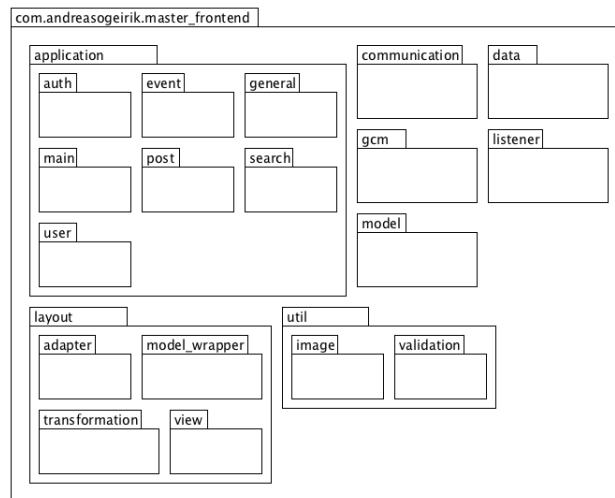 com.andreasogeirik.master_frontend
application
communication
data
auth
event
general
gcm
listener
main
post
search
model
user
layout
util
adapter
model_wrapper
image
validation
transformation
view